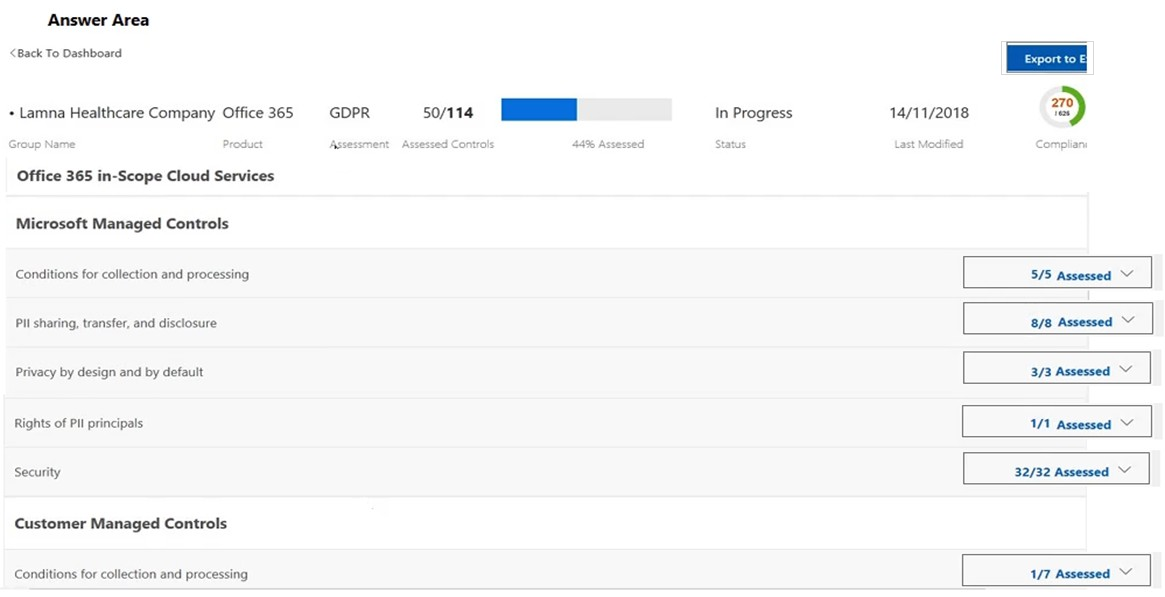 Answer Area
<Back To Dashboard
Export to E
• Lamna Healthcare Company Office 365 GDPR 50/114 In Progress 14/11/2018 270
/ 625
Group Name Product Assessment Assessed Controls 44% Assessed Status Last Modified Complian
Office 365 in-Scope Cloud Services
Microsoft Managed Controls
Conditions for collection and processing 5/5 Assessed
PII sharing, transfer, and disclosure 8/8 Assessed
Privacy by design and by default 3/3 Assessed
Rights of PII principals 1/1 Assessed
Security 32/32 Assessed
Customer Managed Controls
Conditions for collection and processing 1/7 Assessed